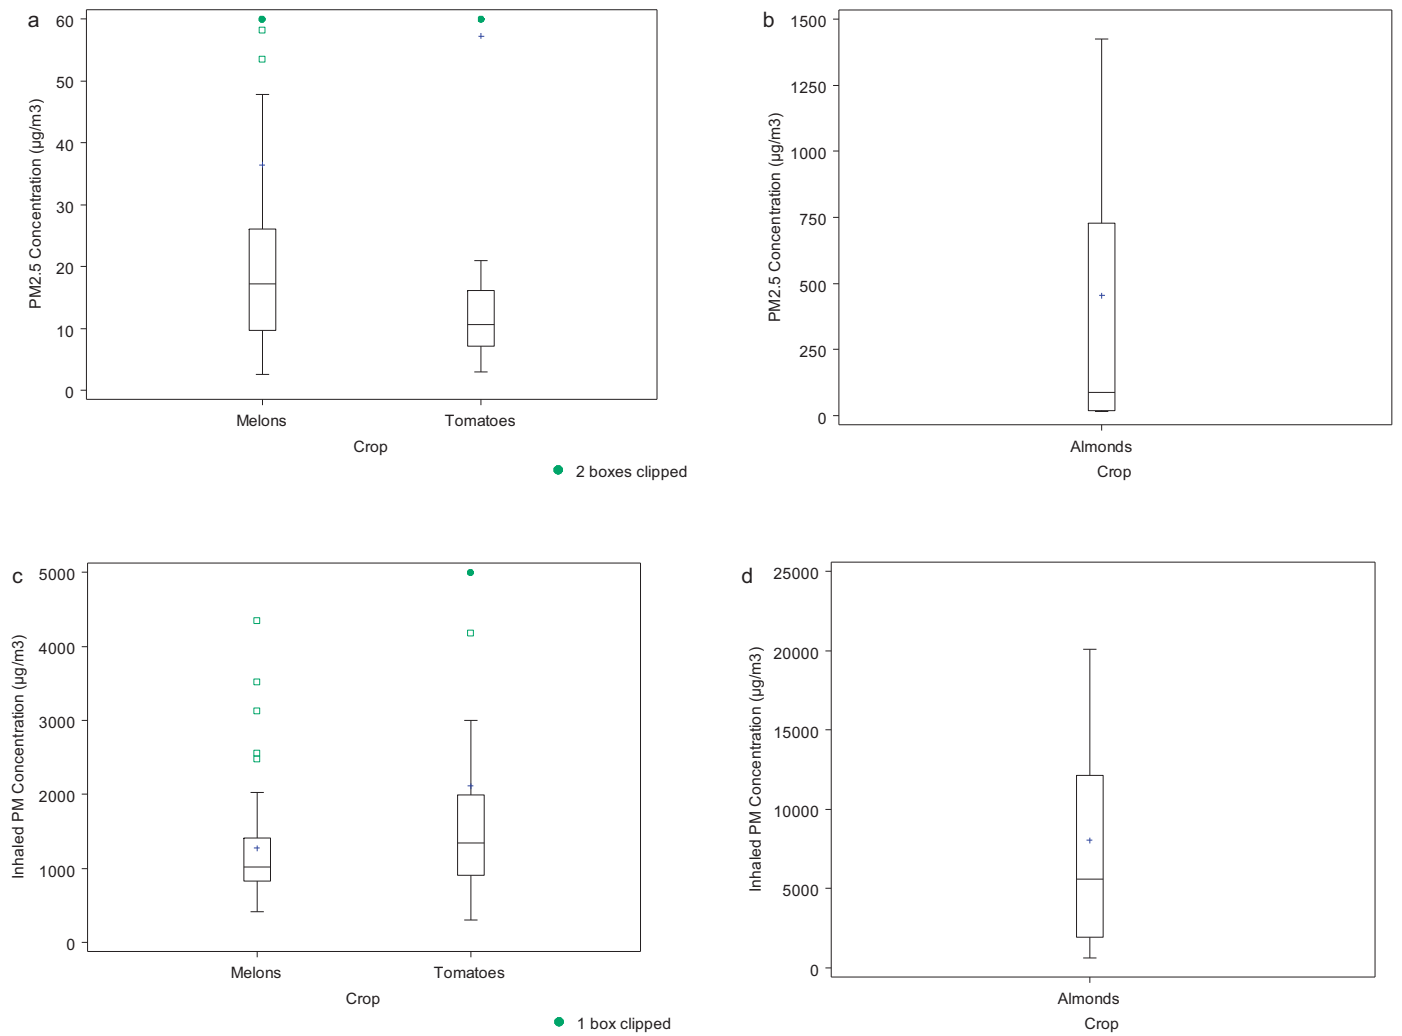 a
60
50
40
30
20
10
0
PM2.5 Concentration (µg/m3)
Melons
Tomatoes
Crop
2 boxes clipped
b
1500
1250
1000
750
500
250
0
PM2.5 Concentration (µg/m3)
Almonds
Crop
c
5000
4000
3000
2000
1000
0
Inhaled PM Concentration (µg/m3)
Melons
Tomatoes
Crop
1 box clipped
d
25000
20000
15000
10000
5000
0
Inhaled PM Concentration (µg/m3)
Almonds
Crop